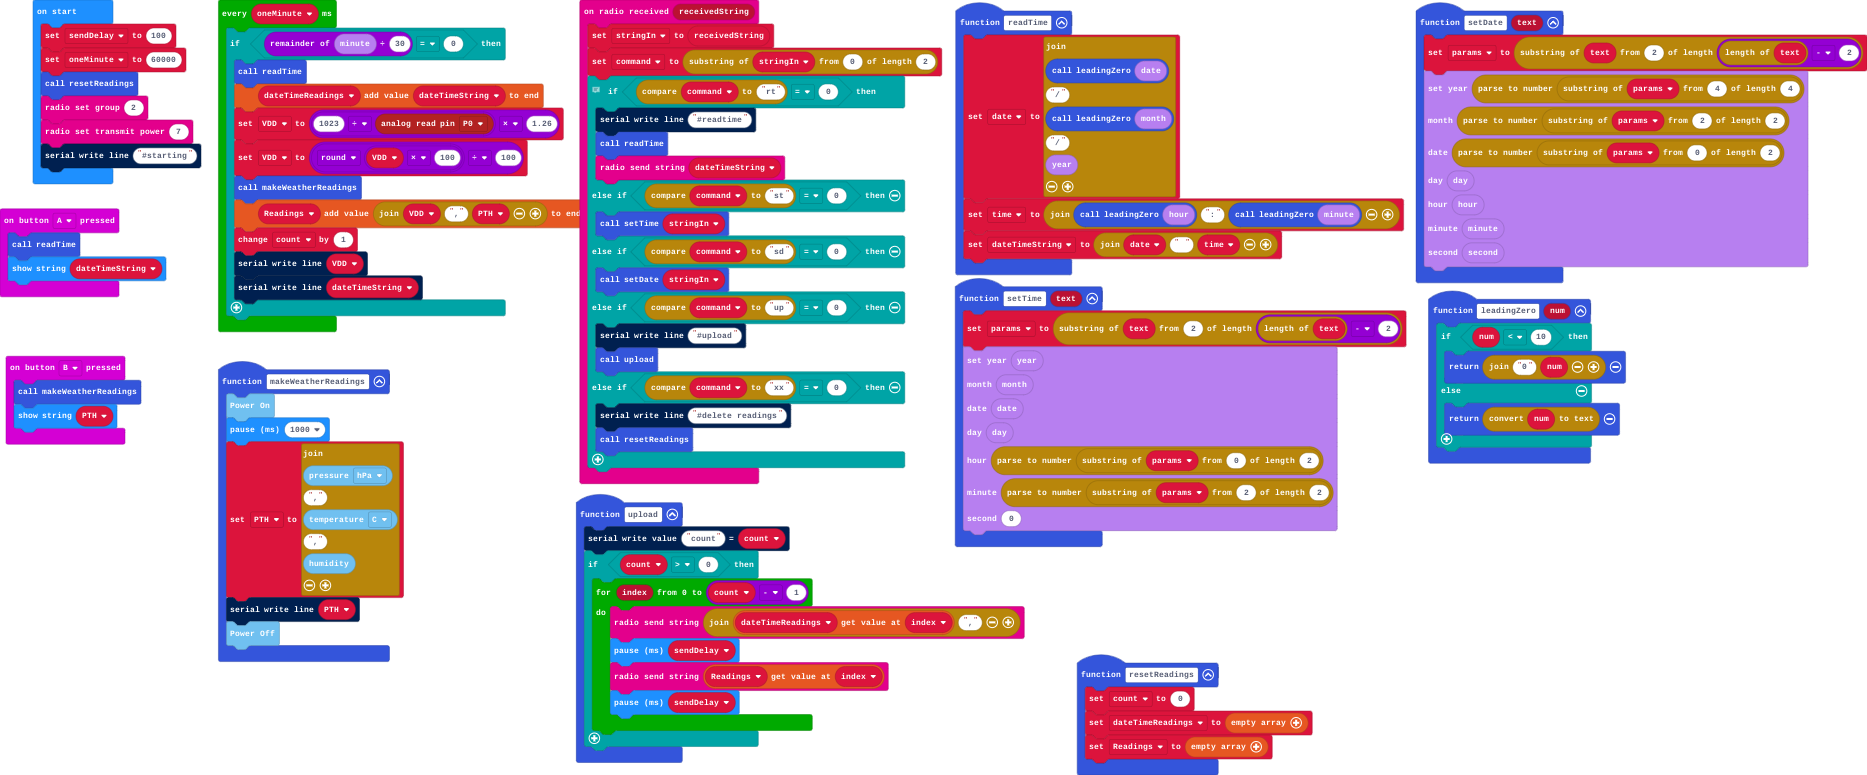 on start
set sendDelay to 100
set oneMinute to 60000
call resetReadings
radio set group 2
radio set transmit power 7
serial write line "#starting"
on button A pressed
call readTime
show string dateTimeString
on button B pressed
call makeWeatherReadings
show string PTH
every oneMinute ms
if remainder of minute ÷ 30 = 0 then
call readTime
dateTimeReadings add value dateTimeString to end
set VDD to 1023 ÷ analog read pin P0 × 1.26
set VDD to round VDD × 100 ÷ 100
call makeWeatherReadings
Readings add value join VDD "," PTH to end
change count by 1
serial write line VDD
serial write line dateTimeString
function makeWeatherReadings
Power On
pause (ms) 1000
set PTH to join
pressure hPa
","
temperature C
","
humidity
serial write line PTH
Power Off
on radio received receivedString
set stringIn to receivedString
set command to substring of stringIn from 0 of length 2
if compare command to "rt" = 0 then
serial write line "#readtime"
call readTime
radio send string dateTimeString
else if compare command to "st" = 0 then
call setTime stringIn
else if compare command to "sd" = 0 then
call setDate stringIn
else if compare command to "up" = 0 then
serial write line "#upload"
call upload
else if compare command to "xx" = 0 then
serial write line "#delete readings"
call resetReadings
function upload
serial write value "count" = count
if count > 0 then
for index from 0 to count - 1
do
radio send string join dateTimeReadings get value at index ","
pause (ms) sendDelay
radio send string Readings get value at index
pause (ms) sendDelay
function readTime
set date to join
call leadingZero date
"/"
call leadingZero month
"/"
year
set time to join call leadingZero hour ":" call leadingZero minute
set dateTimeString to join date " " time
function setTime text
set params to substring of text from 2 of length length of text - 2
set year year
month month
date date
day day
hour parse to number substring of params from 0 of length 2
minute parse to number substring of params from 2 of length 2
second 0
function resetReadings
set count to 0
set dateTimeReadings to empty array
set Readings to empty array
function setDate text
set params to substring of text from 2 of length length of text - 2
set year parse to number substring of params from 4 of length 4
month parse to number substring of params from 2 of length 2
date parse to number substring of params from 0 of length 2
day day
hour hour
minute minute
second second
function leadingZero num
if num < 10 then
return join "0" num
else
return convert num to text